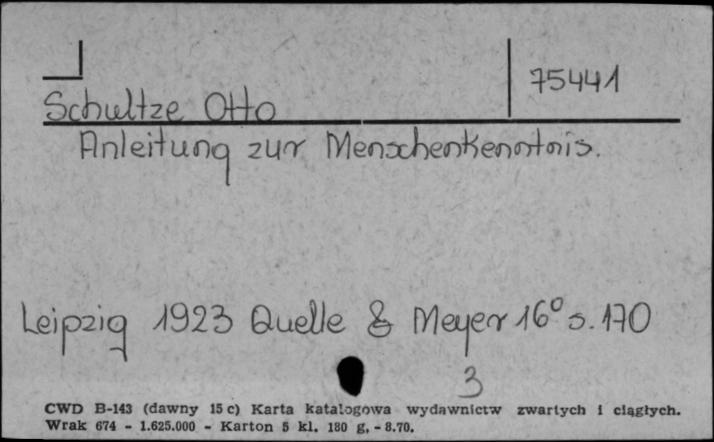 75441
Schultze Otto
Anleitung zur Menschenkenntnis.
Leipzig 1923 Quelle & Meyer 16° s. 170
3
CWD B-143 (dawny 15 c) Karta katalogowa wydawnictw zwartych i ciągłych.
Wrak 674 - 1.625.000 - Karton 5 kl. 180 g, - 8.70.